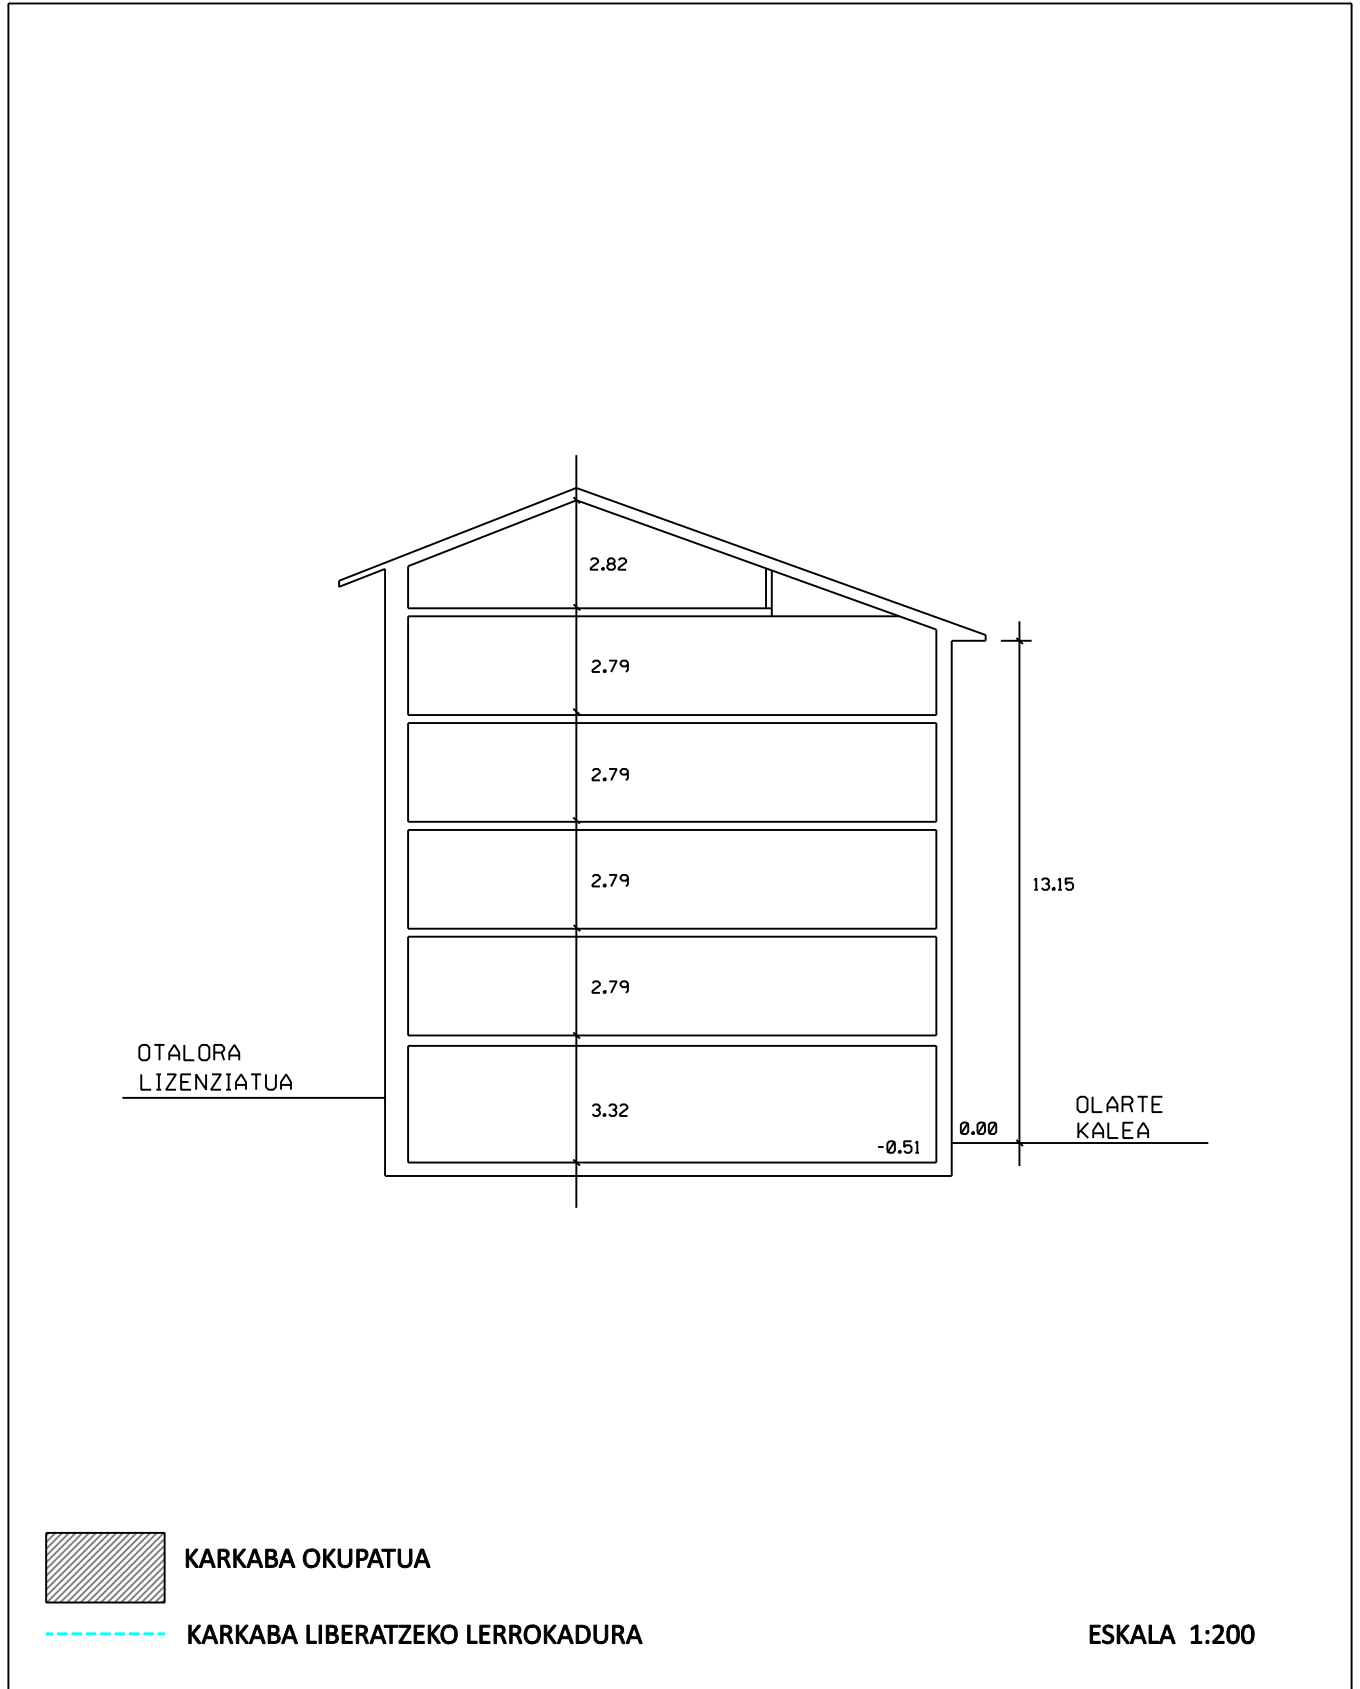 2.82
2.79
2.79
2.79
13.15
2.79
OTALORA
LIZENZIATUA
3.32
-0.51
0.00
OLARTE
KALEA
KARKABA OKUPATUA
KARKABA LIBERATZEKO LERROKADURA
ESKALA 1:200